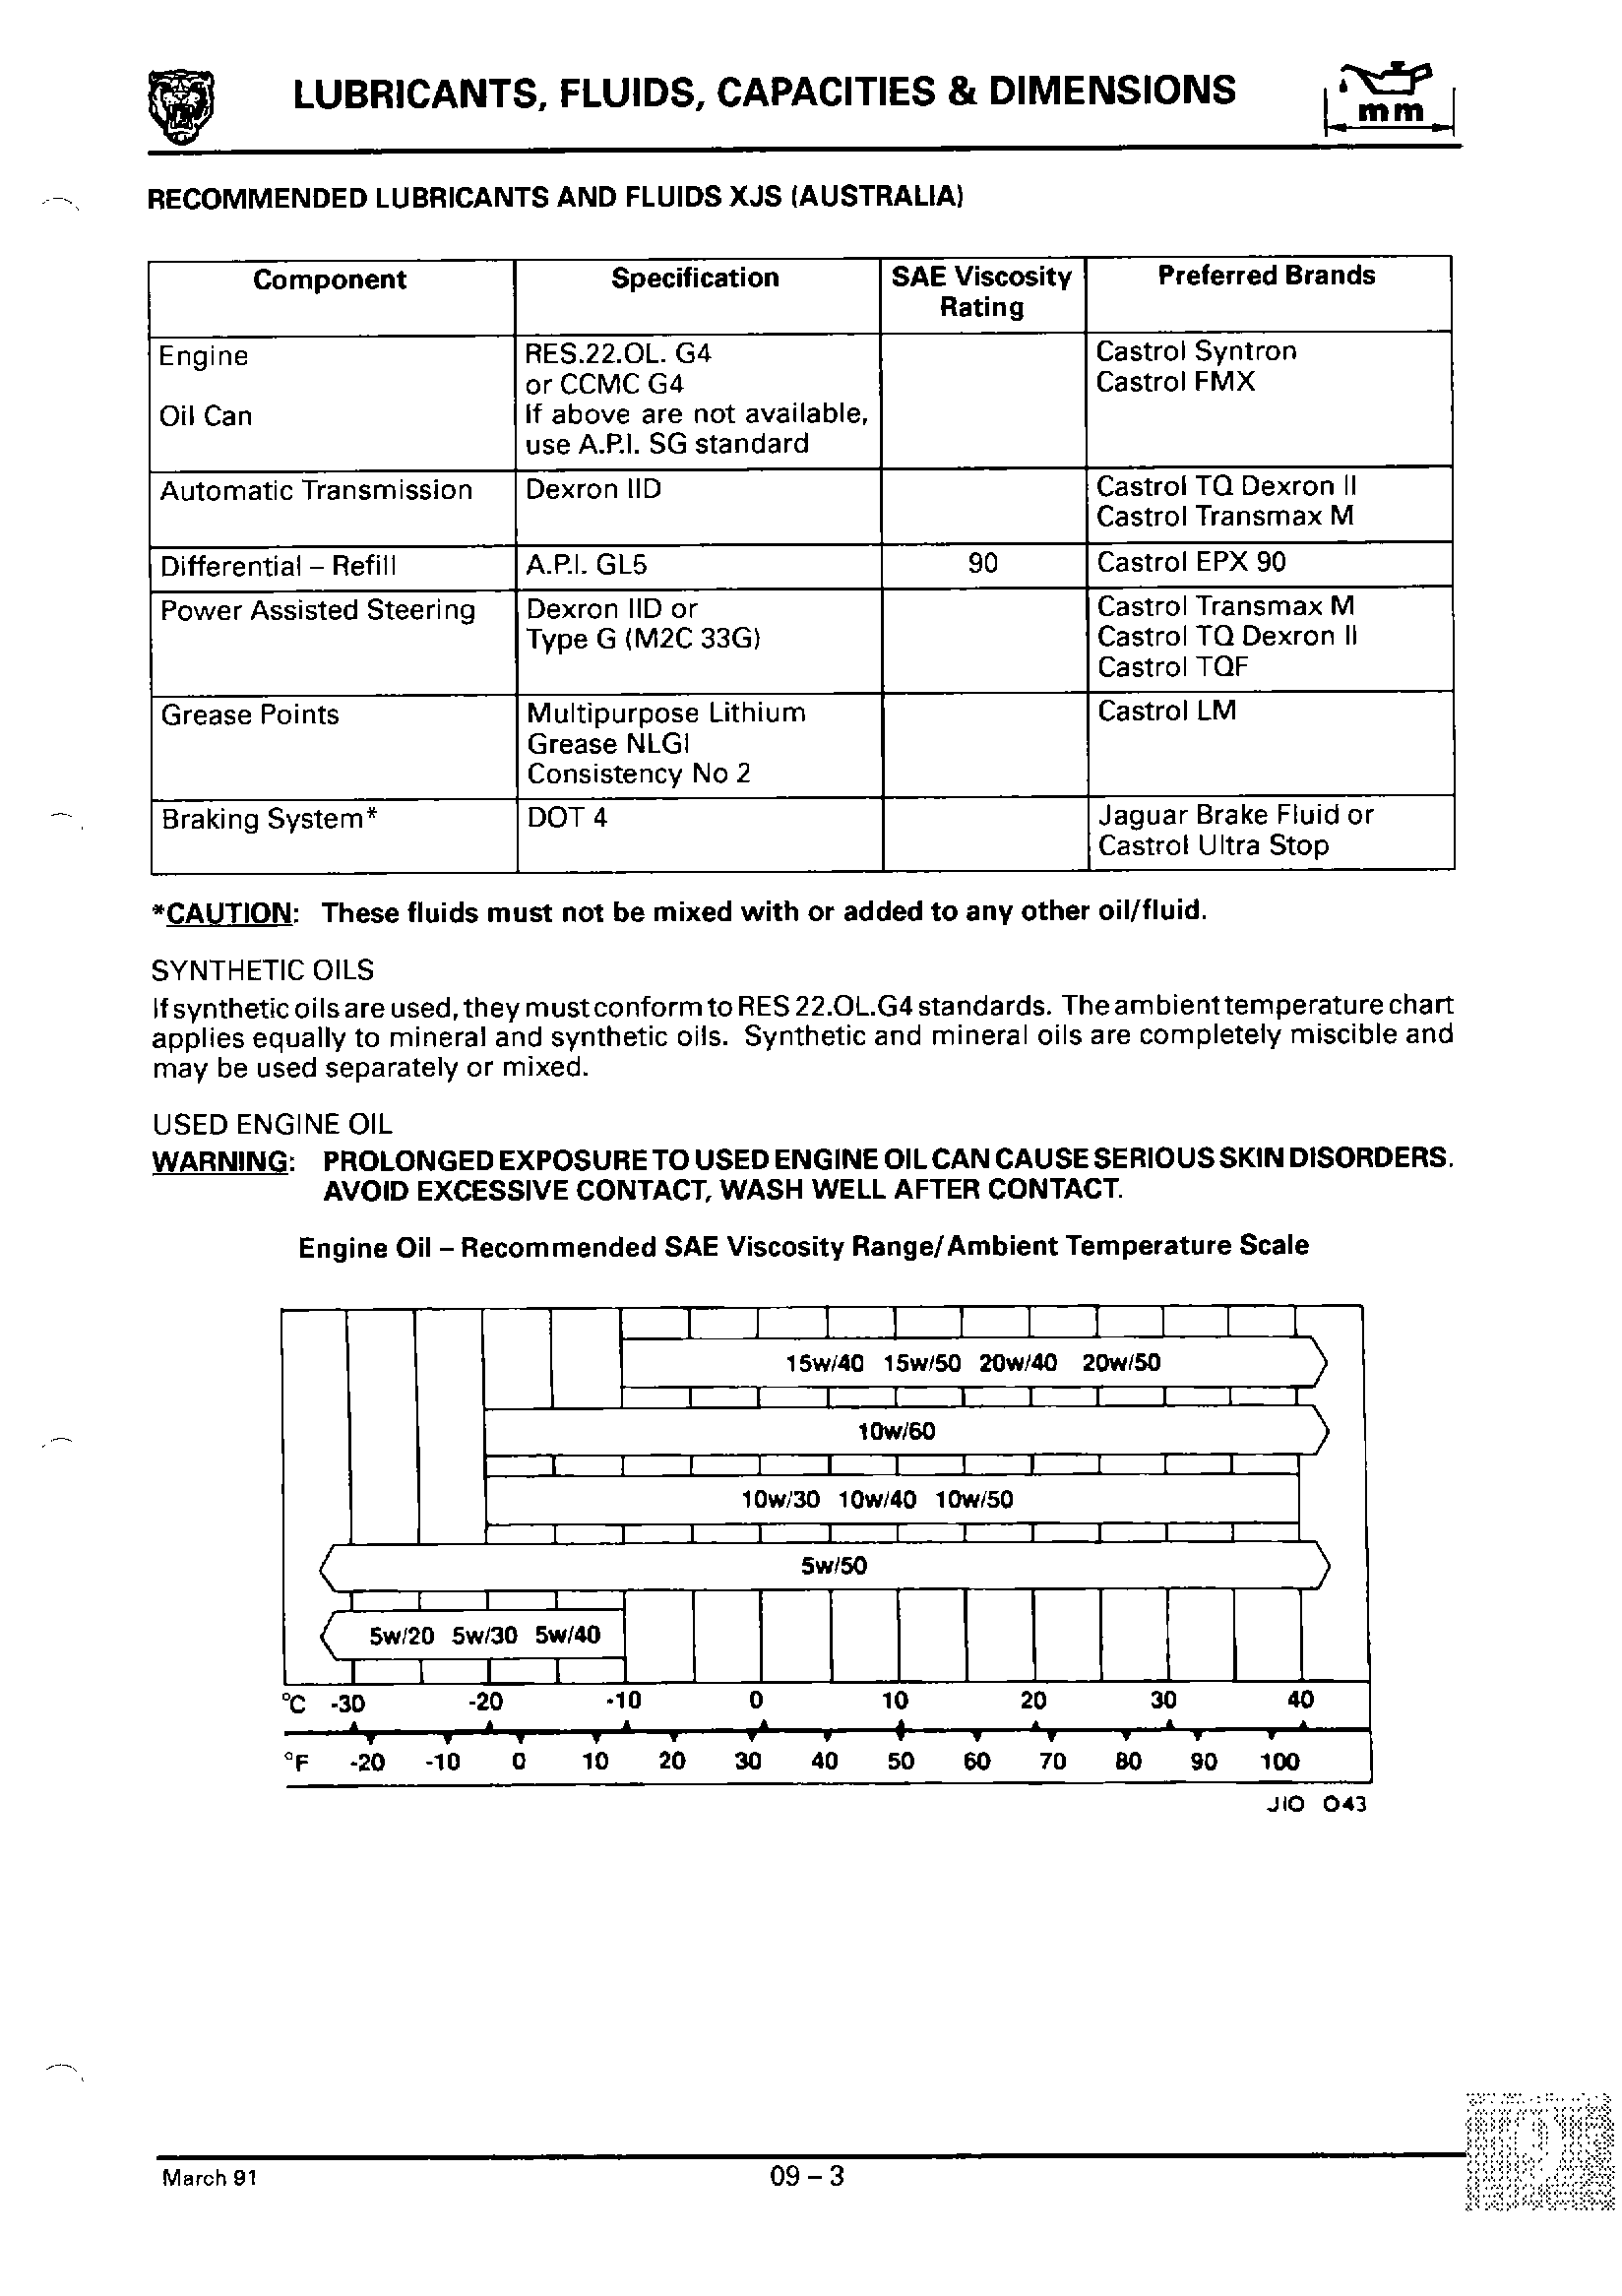 LUBRICANTS, FLUIDS, CAPACITIES & DIMENSIONS
mm
RECOMMENDED LUBRICANTS AND FLUIDS XJS (AUSTRALIA)
Component Specification SAE Viscosity Rating Preferred Brands
Engine RES.22.OL. G4 Castrol Syntron
or CCMC G4 Castrol FMX
Oil Can If above are not available,
use A.P.I. SG standard
Automatic Transmission Dexron IID Castrol TQ Dexron II
Castrol Transmax M
Differential – Refill A.P.I. GL5 90 Castrol EPX 90
Power Assisted Steering Dexron IID or Castrol Transmax M
Type G (M2C 33G) Castrol TQ Dexron II
Castrol TQF
Grease Points Multipurpose Lithium Castrol LM
Grease NLGI
Consistency No 2
Braking System* DOT 4 Jaguar Brake Fluid or
Castrol Ultra Stop
*CAUTION: These fluids must not be mixed with or added to any other oil/fluid.
SYNTHETIC OILS
If synthetic oils are used, they must conform to RES 22.OL.G4 standards. The ambient temperature chart
applies equally to mineral and synthetic oils. Synthetic and mineral oils are completely miscible and
may be used separately or mixed.
USED ENGINE OIL
WARNING: PROLONGED EXPOSURE TO USED ENGINE OIL CAN CAUSE SERIOUS SKIN DISORDERS.
AVOID EXCESSIVE CONTACT, WASH WELL AFTER CONTACT.
Engine Oil – Recommended SAE Viscosity Range/Ambient Temperature Scale
15w/40 15w/50 20w/40 20w/50
10w/60
10w/30 10w/40 10w/50
5w/50
5w/20 5w/30 5w/40
°C -30 -20 -10 0 10 20 30 40
°F -20 -10 0 10 20 30 40 50 60 70 80 90 100
J10 043
March 91 09 – 3